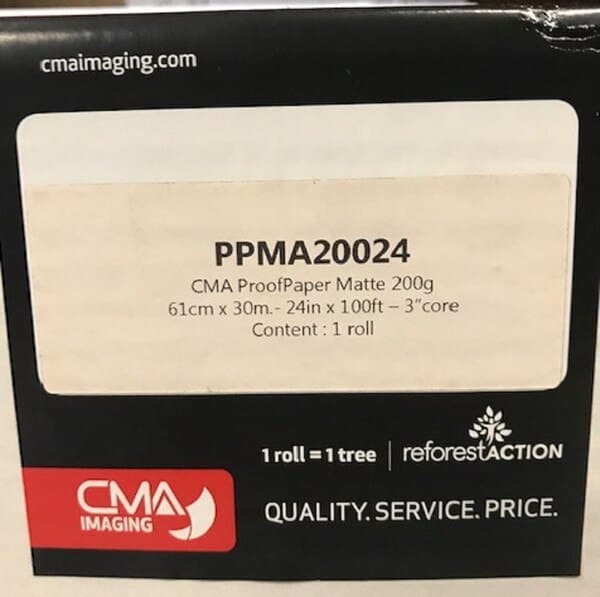 cmaimaging.com
PPMA20024
CMA ProofPaper Matte 200g
61cm x 30m.- 24in x 100ft – 3"core
Content : 1 roll
1 roll = 1 tree | reforestACTION
CMA
IMAGING
QUALITY. SERVICE. PRICE.